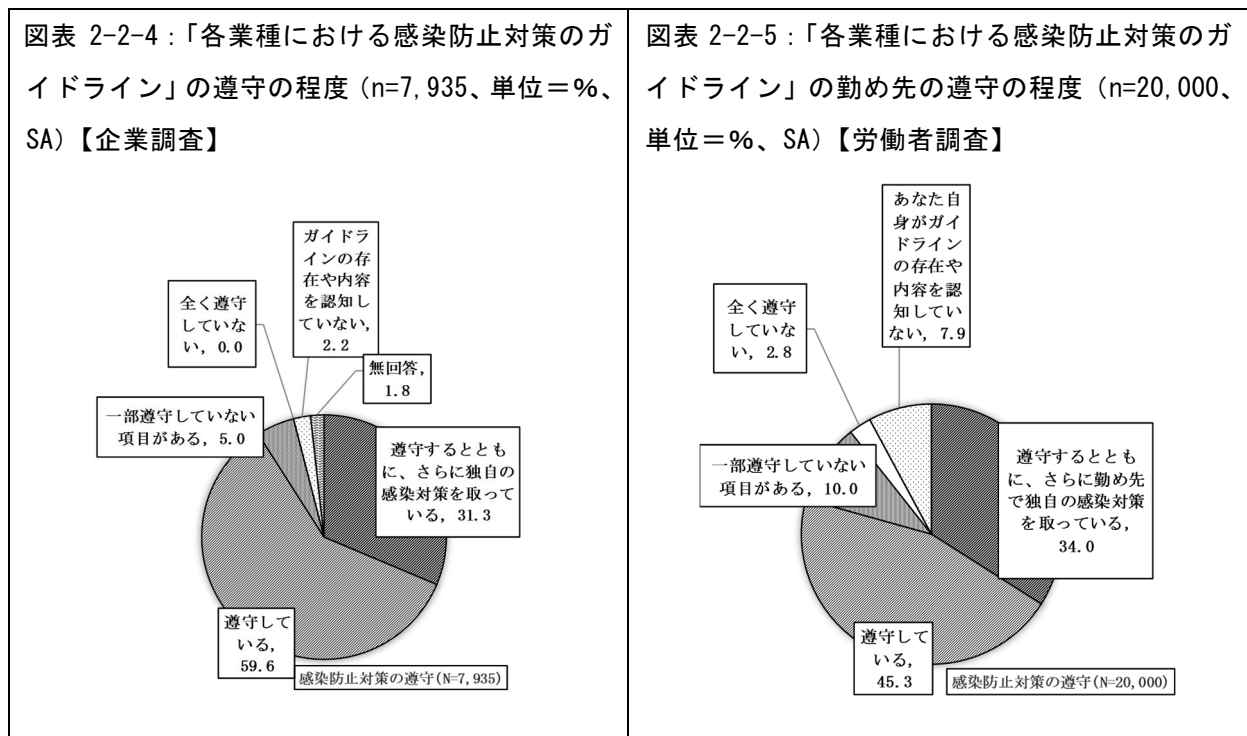 図表 2-2-4:「各業種における感染防止対策のガ
イドライン」の遵守の程度(n=7,935、単位=%、
SA)【企業調査】
ガイドラ
インの存
在や内容
を認知し
ていない,
2.2
全く遵守
していな
い, 0.0
無回答,
1.8
一部遵守していない
項目がある, 5.0
遵守するととも
に、さらに独自の
感染対策を取って
いる, 31.3
遵守して
いる,
59.6
感染防止対策の遵守(N=7,935)
図表 2-2-5:「各業種における感染防止対策のガ
イドライン」の勤め先の遵守の程度(n=20,000、
単位=%、SA)【労働者調査】
あなた自
身がガイ
ドライン
の存在や
内容を認
知してい
ない, 7.9
全く遵守
していな
い, 2.8
一部遵守していない
項目がある, 10.0
遵守するととも
に、さらに勤め先
で独自の感染対策
を取っている,
34.0
遵守して
いる,
45.3
感染防止対策の遵守(N=20,000)